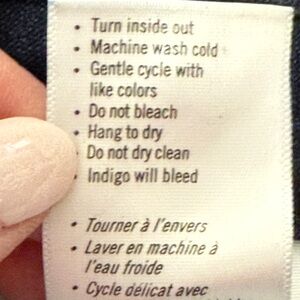 • Turn inside out
• Machine wash cold
• Gentle cycle with
like colors
• Do not bleach
• Hang to dry
Do not dry clean
• Indigo will bleed
• Tourner à l'envers
• Laver en machine à
l'eau froide
• Cycle délicat avec